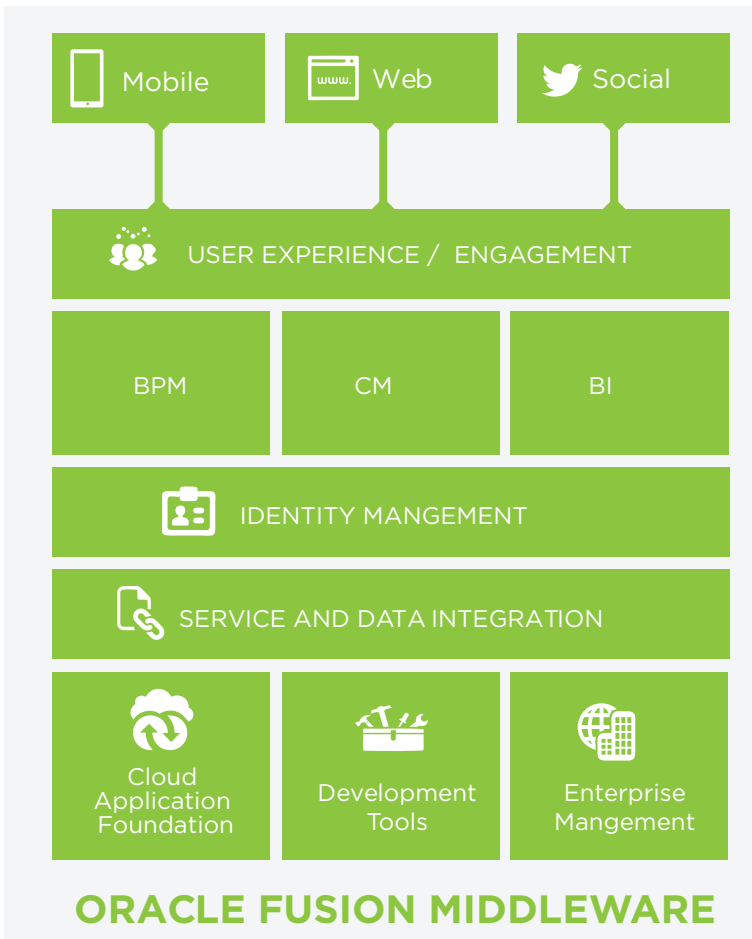 Mobile
www.
Web
Social
USER EXPERIENCE / ENGAGEMENT
BPM
CM
BI
IDENTITY MANGEMENT
SERVICE AND DATA INTEGRATION
Cloud
Application
Foundation
Development
Tools
Enterprise
Mangement
ORACLE FUSION MIDDLEWARE